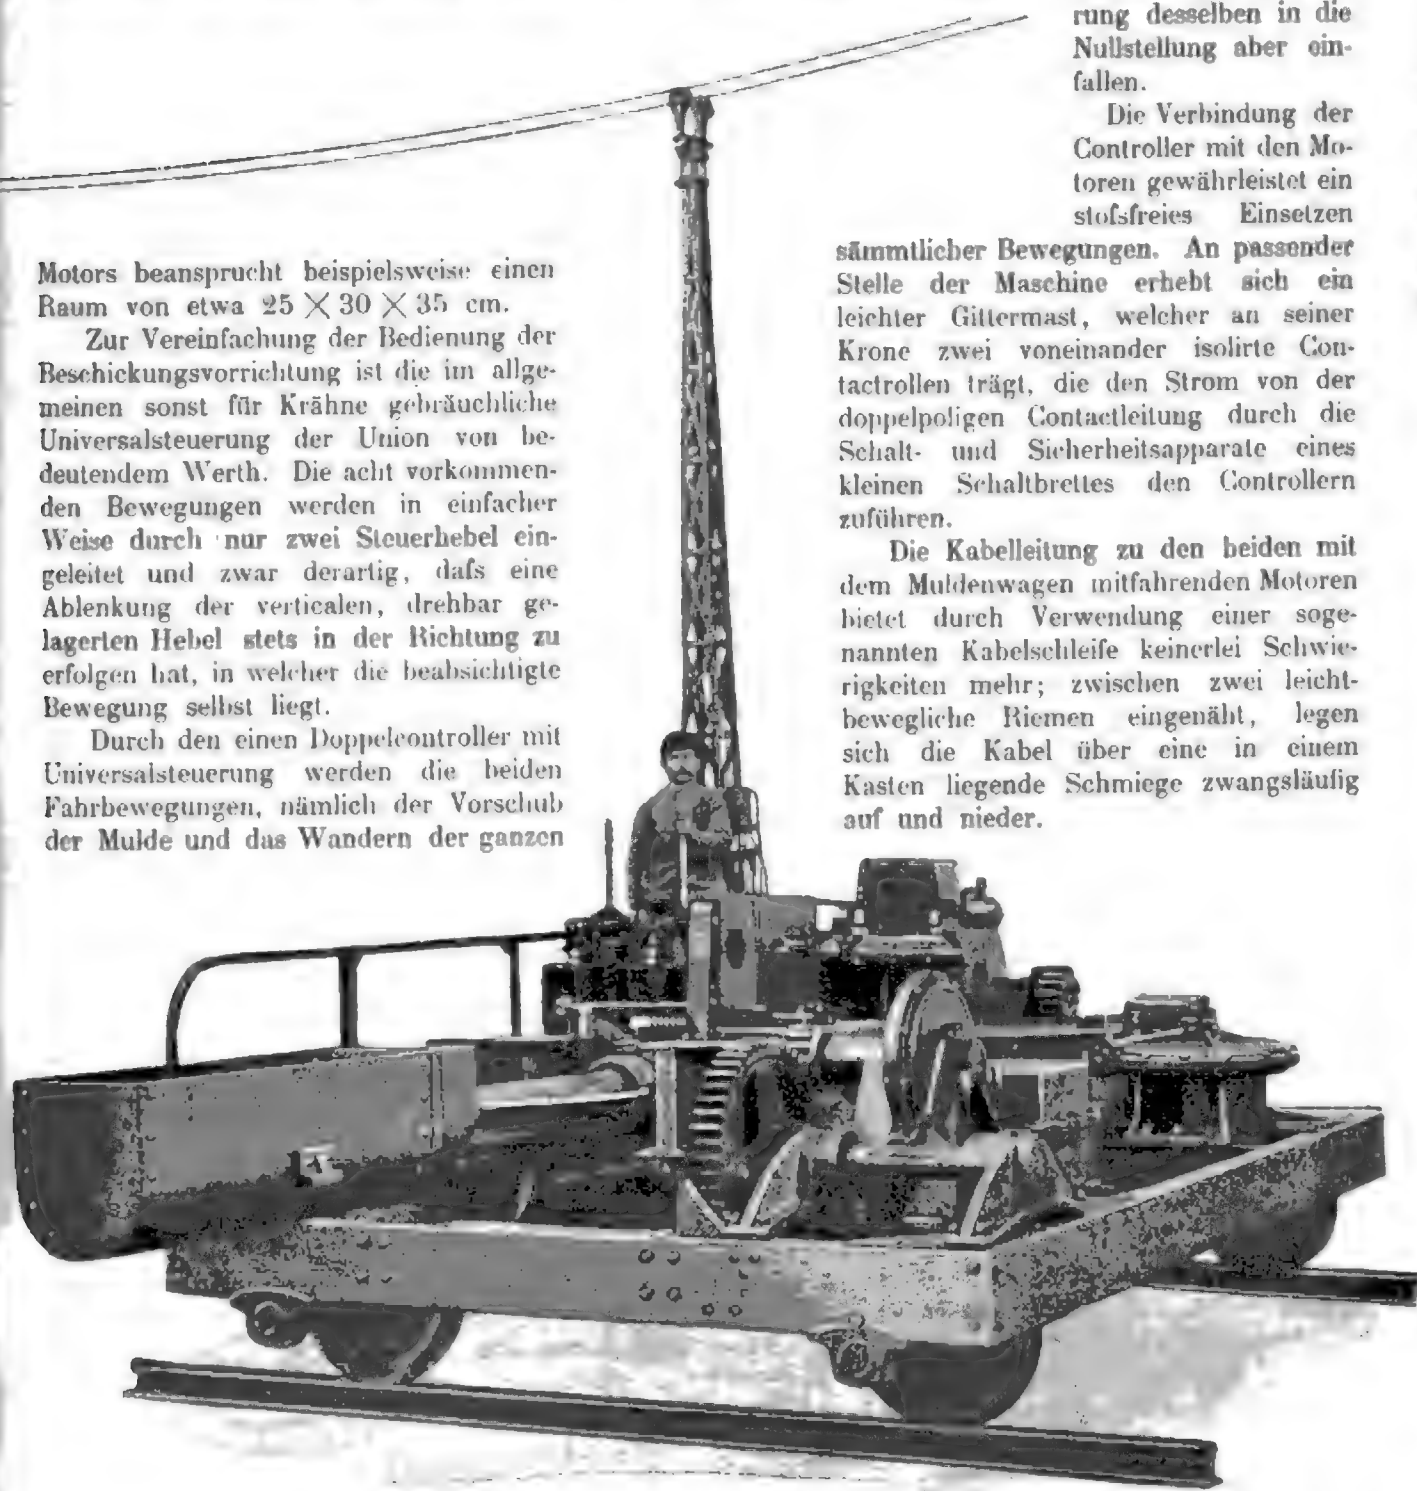 Motors beansprucht beispielsweise einen
Raum von etwa 25 × 30 × 35 cm.
Zur Vereinfachung der Bedienung der
Beschickungsvorrichtung ist die im allge-
meinen sonst für Krähne gebräuchliche
Universalsteuerung der Union von be-
deutendem Werth. Die acht vorkommen-
den Bewegungen werden in einfacher
Weise durch nur zwei Steuerhebel ein-
geleitet und zwar derartig, daſs eine
Ablenkung der verticalen, drehbar ge-
lagerten Hebel stets in der Richtung zu
erfolgen hat, in welcher die beabsichtigte
Bewegung selbst liegt.
Durch den einen Doppelcontroller mit
Universalsteuerung werden die beiden
Fahrbewegungen, nämlich der Vorschub
der Mulde und das Wandern der ganzen
rung desselben in die
Nullstellung aber ein-
fallen.
Die Verbindung der
Controller mit den Mo-
toren gewährleistet ein
stoſsfreies Einsetzen
sämmtlicher Bewegungen. An passender
Stelle der Maschine erhebt sich ein
leichter Gittermast, welcher an seiner
Krone zwei voneinander isolirte Con-
tactrollen trägt, die den Strom von der
doppelpoligen Contactleitung durch die
Schalt- und Sicherheitsapparate eines
kleinen Schaltbrettes den Controllern
zuführen.
Die Kabelleitung zu den beiden mit
dem Muldenwagen mitfahrenden Motoren
bietet durch Verwendung einer soge-
nannten Kabelschleife keinerlei Schwie-
rigkeiten mehr; zwischen zwei leicht-
bewegliche Riemen eingenäht, legen
sich die Kabel über eine in einem
Kasten liegende Schmiege zwangsläufig
auf und nieder.